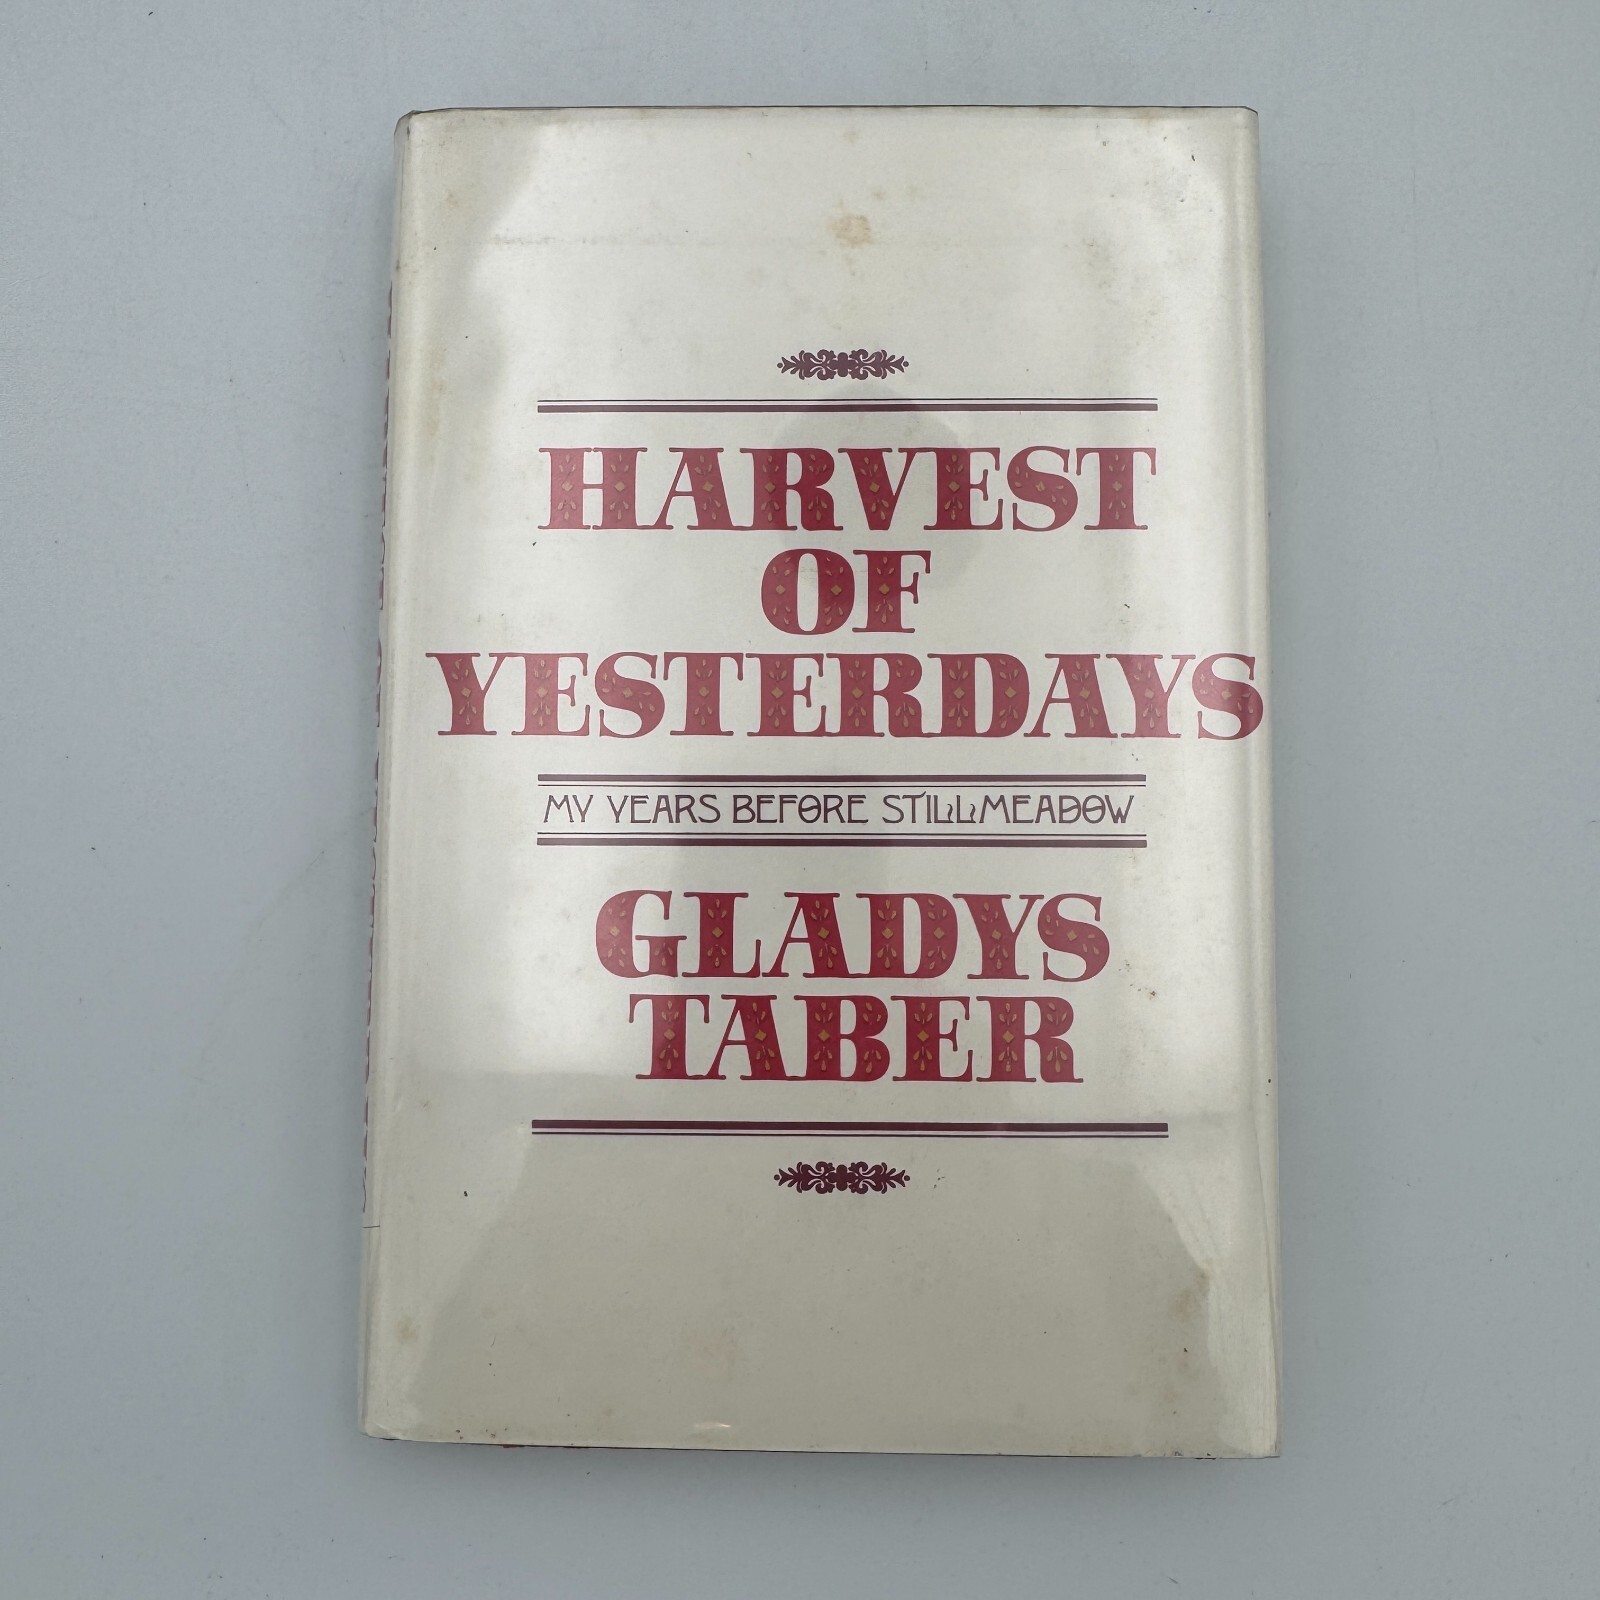 HARVEST
OF
YESTERDAYS
MY YEARS BEFORE STILLMEADOW
GLADYS
TABER